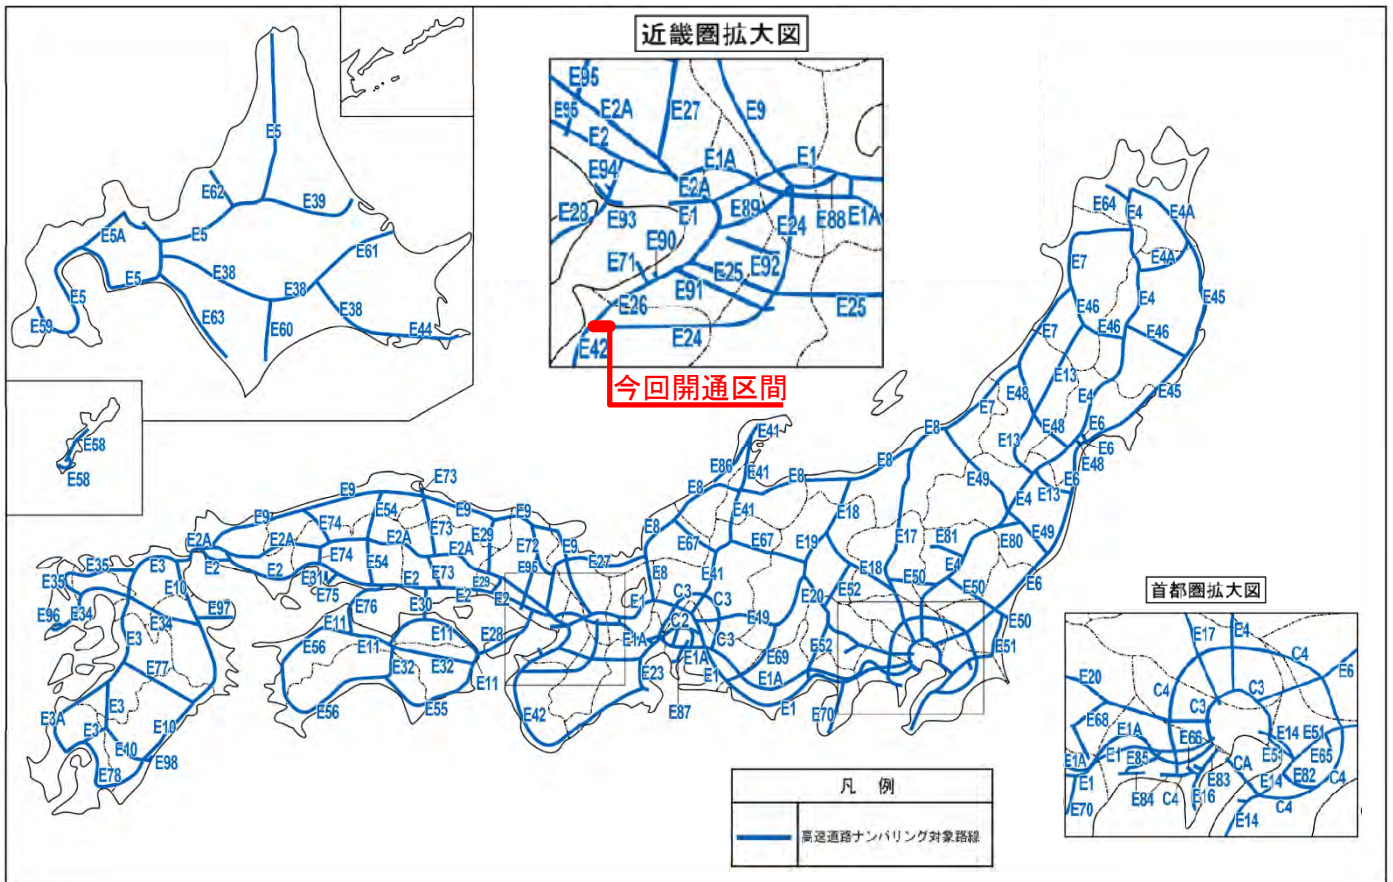 近畿圏拡大図
E95
E2A
E27
E9
E95
E2
E1A
E1
E94
E2A
E28
E93
E1
E89
E24
E88
E1A
E90
E71
E25
E92
E26
E91
E25
E24
E42
今回開通区間
E5
E62
E39
E5A
E5
E61
E38
E5
E38
E5
E38
E59
E63
E60
E44
E58
E58
E64
E4
E4A
E7
E4A
E46
E4
E45
E7
E46
E46
E13
E48
E4
E45
E7
E48
E6
E13
E6
E48
E8
E6
E13
E49
E4
E49
E41
E86
E41
E8
E8
E8
E41
E18
E17
E81
E80
E67
E67
E19
E4
E8
E18
E50
E50
E6
E8
E41
E20
E52
C3
C3
E1
C2
E19
E50
E1A
C3
E52
E51
E1A
E69
E1
E1A
E23
E1
E70
E87
E73
E9
E54
E9
E9
E9
E74
E73
E29
E2A
E2A
E2A
E72
E9
E2A
E27
E2
E74
E54
E73
E95
E2
E31
E2
E29
E75
E2
E2
E76
E30
E28
E11
E11
E56
E11
E32
E32
E11
E56
E55
E42
E35
E3
E35
E10
E96
E34
E97
E34
E3
E77
E3
E3A
E3
E10
E10
E98
E78
首都圏拡大図
E17
E4
C4
E6
E20
C4
C3
C3
E68
E1A
E66
E14
E51
E1
E85
E51
E65
E1A
CA
E1
E83
E14
E82
C4
E84
C4
E16
C4
E70
E14
凡 例
高速道路ナンバリング対象路線